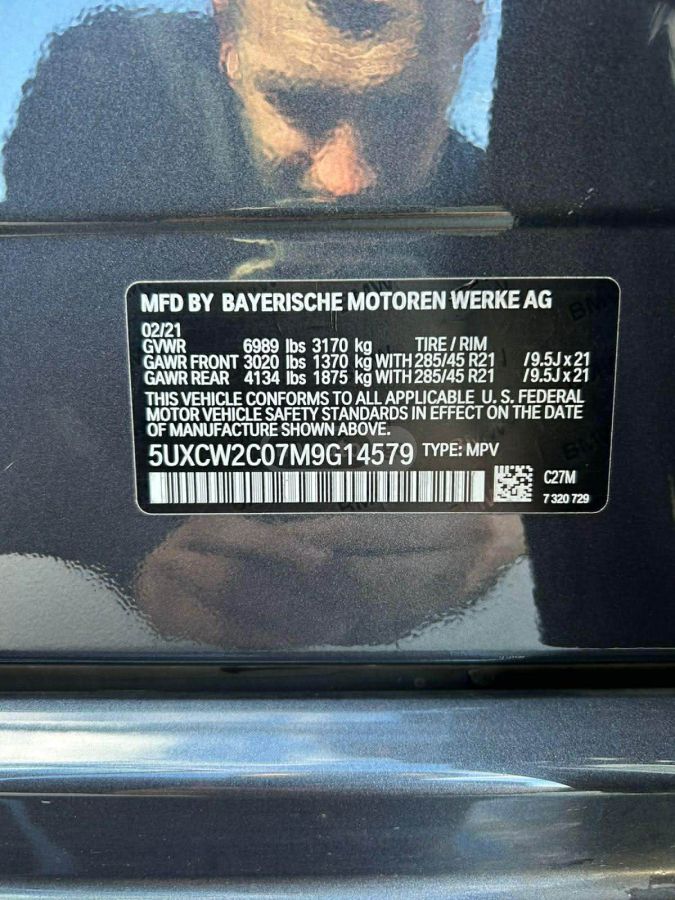 MFD BY BAYERISCHE MOTOREN WERKE AG
02/21
GVWR 6989 lbs 3170 kg TIRE / RIM
GAWR FRONT 3020 lbs 1370 kg WITH 285/45 R21 /9.5J x 21
GAWR REAR 4134 lbs 1875 kg WITH 285/45 R21 /9.5J x 21
THIS VEHICLE CONFORMS TO ALL APPLICABLE U. S. FEDERAL
MOTOR VEHICLE SAFETY STANDARDS IN EFFECT ON THE DATE
OF MANUFACTURE SHOWN ABOVE.
5UXCW2C07M9G14579 TYPE: MPV
C27M
7 320 729